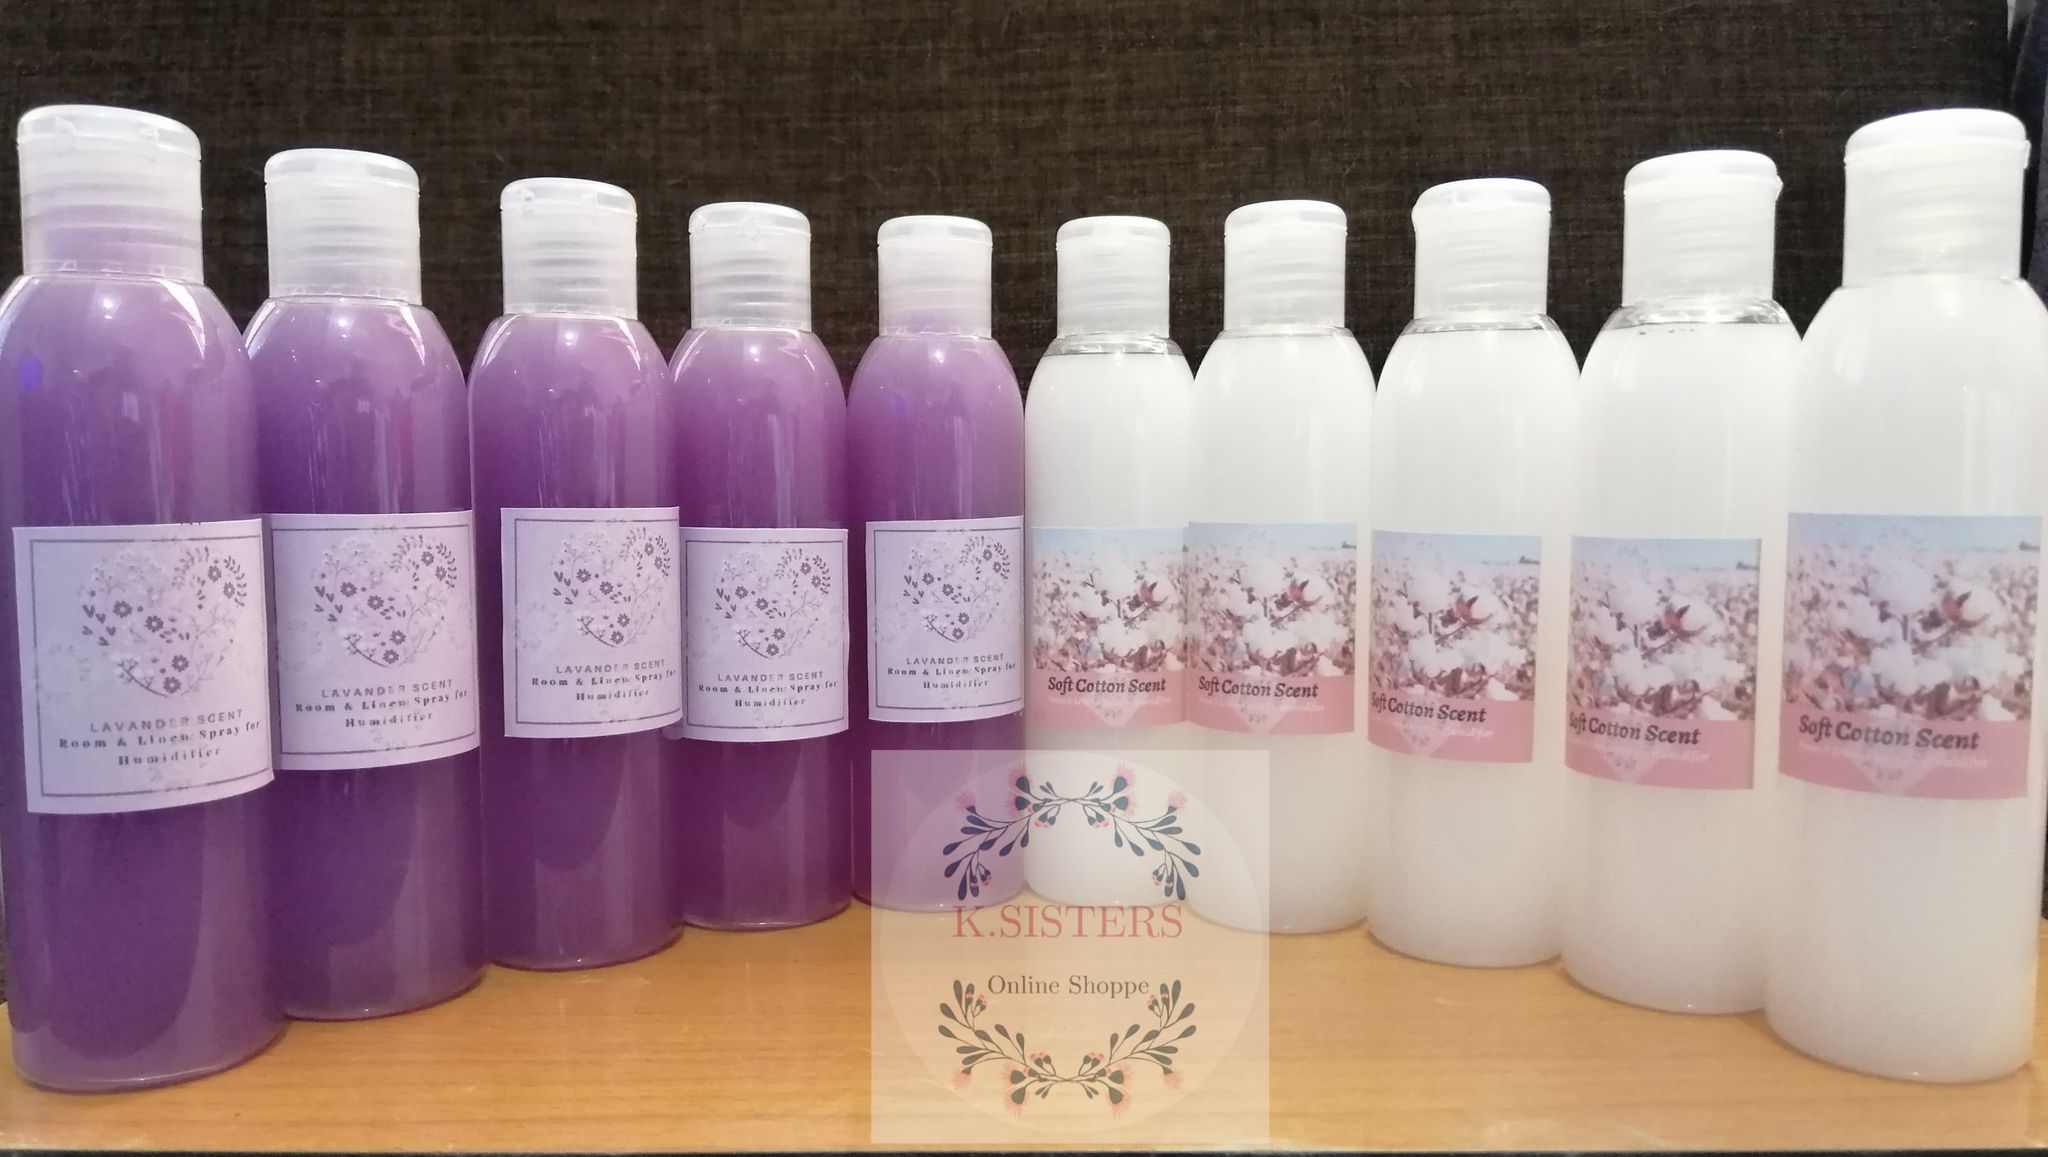 LAVANDER SCENT
Room & Linen Spray for
Humidifier
LAVANDER SCENT
Room & Linen Spray for
Humidifier
LAVANDER SCENT
Room & Linen Spray for
Humidifier
LAVANDER SCENT
Room & Linen Spray for
Humidifier
LAVANDER SCENT
Room & Linen Spray for
Humidifier
Soft Cotton Scent
Soft Cotton Scent
Soft Cotton Scent
Soft Cotton Scent
Soft Cotton Scent
K.SISTERS
Online Shoppe